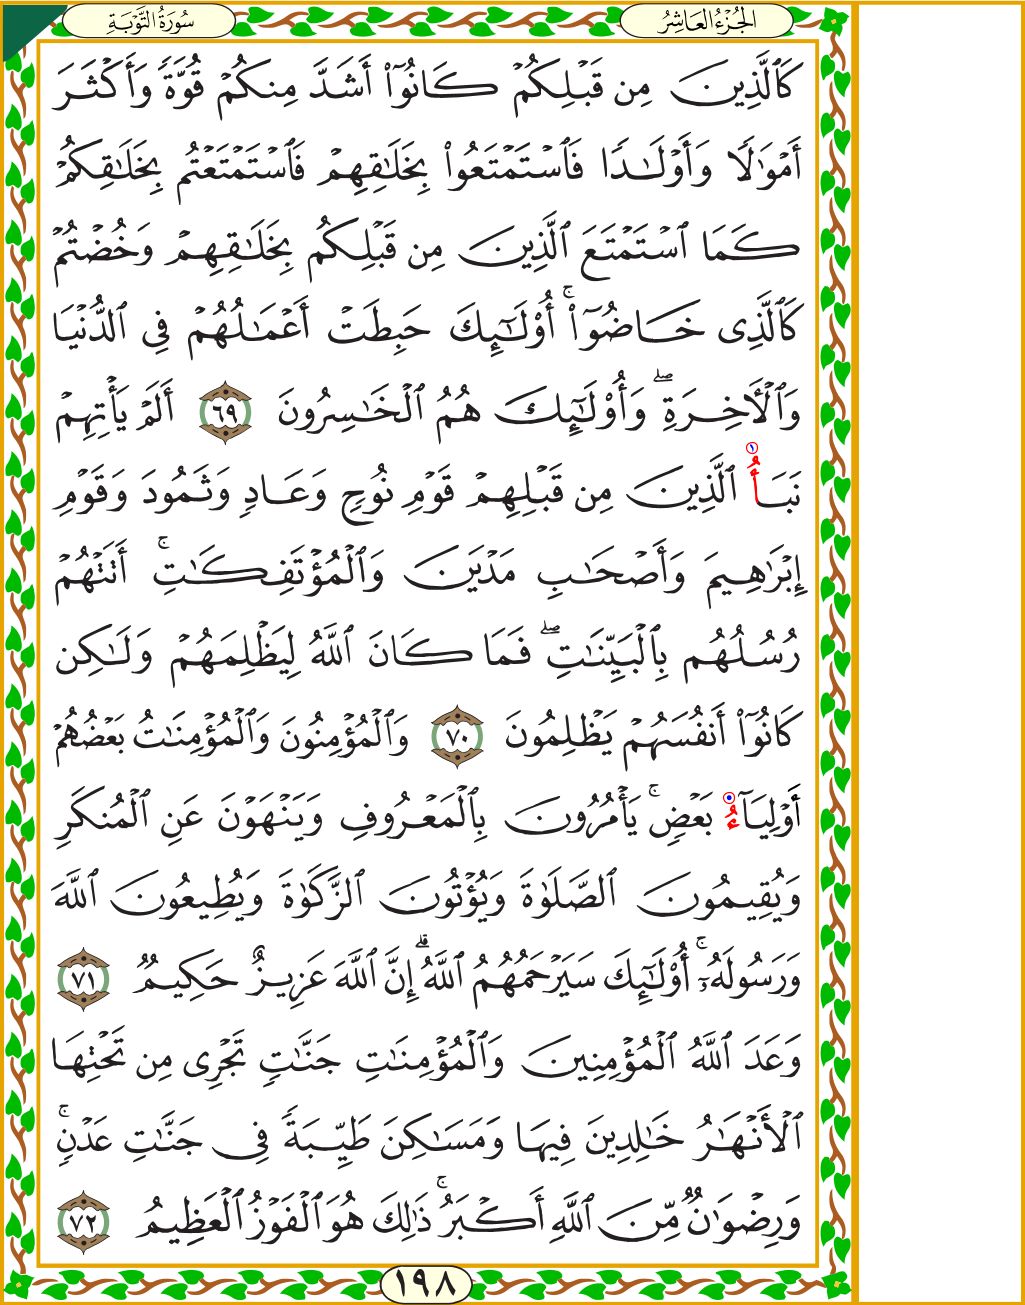 الجُزْءُ العَاشِرُ
سُورَةُ التَّوْبَةِ
كَٱلَّذِينَ مِن قَبۡلِكُمۡ كَانُوٓاْ أَشَدَّ مِنكُمۡ قُوَّةٗ وَأَكۡثَرَ
أَمۡوَٰلٗا وَأَوۡلَٰدٗا فَٱسۡتَمۡتَعُواْ بِخَلَٰقِهِمۡ فَٱسۡتَمۡتَعۡتُم بِخَلَٰقِكُمۡ
كَمَا ٱسۡتَمۡتَعَ ٱلَّذِينَ مِن قَبۡلِكُم بِخَلَٰقِهِمۡ وَخُضۡتُمۡ
كَٱلَّذِي خَاضُوٓاْۚ أُوْلَٰٓئِكَ حَبِطَتۡ أَعۡمَٰلُهُمۡ فِي ٱلدُّنۡيَا
وَٱلۡأٓخِرَةِۖ وَأُوْلَٰٓئِكَ هُمُ ٱلۡخَٰسِرُونَ ٦٩ أَلَمۡ يَأۡتِهِمۡ
نَبَأُ ١ ٱلَّذِينَ مِن قَبۡلِهِمۡ قَوۡمِ نُوحٖ وَعَادٖ وَثَمُودَ وَقَوۡمِ
إِبۡرَٰهِيمَ وَأَصۡحَٰبِ مَدۡيَنَ وَٱلۡمُؤۡتَفِكَٰتِۚ أَتَتۡهُمۡ
رُسُلُهُم بِٱلۡبَيِّنَٰتِۖ فَمَا كَانَ ٱللَّهُ لِيَظۡلِمَهُمۡ وَلَٰكِن
كَانُوٓاْ أَنفُسَهُمۡ يَظۡلِمُونَ ٧٠ وَٱلۡمُؤۡمِنُونَ وَٱلۡمُؤۡمِنَٰتُ بَعۡضُهُمۡ
أَوۡلِيَآءُ بَعۡضٖۚ يَأۡمُرُونَ بِٱلۡمَعۡرُوفِ وَيَنۡهَوۡنَ عَنِ ٱلۡمُنكَرِ
وَيُقِيمُونَ ٱلصَّلَوٰةَ وَيُؤۡتُونَ ٱلزَّكَوٰةَ وَيُطِيعُونَ ٱللَّهَ
وَرَسُولَهُۥٓۚ أُوْلَٰٓئِكَ سَيَرۡحَمُهُمُ ٱللَّهُۗ إِنَّ ٱللَّهَ عَزِيزٌ حَكِيمٞ ٧١
وَعَدَ ٱللَّهُ ٱلۡمُؤۡمِنِينَ وَٱلۡمُؤۡمِنَٰتِ جَنَّٰتٖ تَجۡرِي مِن تَحۡتِهَا
ٱلۡأَنۡهَٰرُ خَٰلِدِينَ فِيهَا وَمَسَٰكِنَ طَيِّبَةٗ فِي جَنَّٰتِ عَدۡنٖۚ
وَرِضۡوَٰنٞ مِّنَ ٱللَّهِ أَكۡبَرُۚ ذَٰلِكَ هُوَ ٱلۡفَوۡزُ ٱلۡعَظِيمُ ٧٢
١٩٨